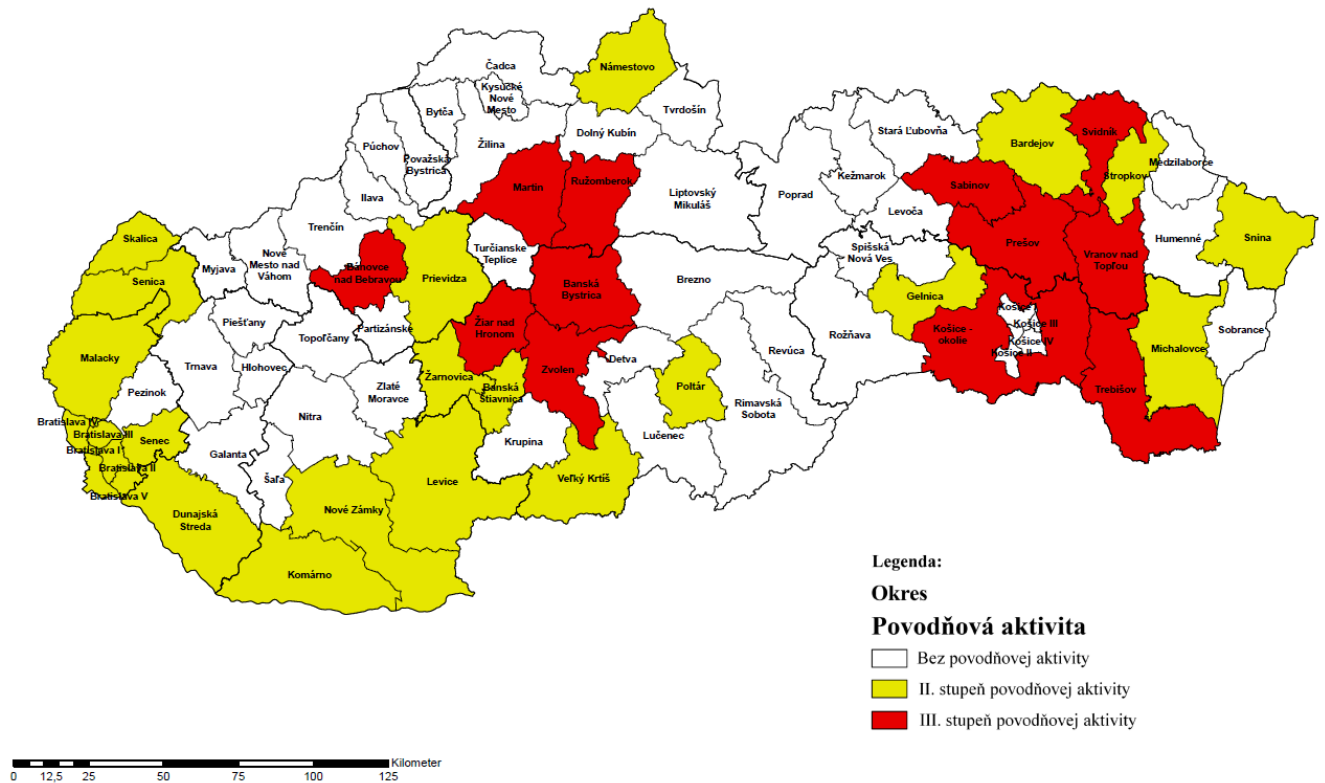 Námestovo
Čadca
Kysucké
Nové
Mesto
Bytča
Tvrdošín
Dolný Kubín
Žilina
Púchov
Považská
Bystrica
Ilava
Martin
Ružomberok
Liptovský
Mikuláš
Poprad
Kežmarok
Stará Ľubovňa
Bardejov
Svidník
Stropkov
Medzilaborce
Sabinov
Levoča
Trenčín
Turčianske
Teplice
Skalica
Myjava
Nové
Mesto nad
Váhom
Bánovce
nad Bebravou
Prievidza
Banská
Bystrica
Brezno
Spišská
Nová Ves
Prešov
Vranov nad
Topľou
Humenné
Snina
Senica
Gelnica
Piešťany
Partizánske
Topoľčany
Žiar nad
Hronom
Rožňava
Košice I
Košice III
Košice IV
Košice II
Košice -
okolie
Sobrance
Michalovce
Malacky
Trnava
Hlohovec
Detva
Revúca
Zvolen
Žarnovica
Banská
Štiavnica
Poltár
Trebišov
Pezinok
Zlaté
Moravce
Rimavská
Sobota
Nitra
Bratislava IV
Bratislava III
Bratislava I
Bratislava II
Bratislava V
Senec
Galanta
Krupina
Lučenec
Šaľa
Levice
Veľký Krtíš
Dunajská
Streda
Nové Zámky
Komárno
Legenda:
Okres
Povodňová aktivita
Bez povodňovej aktivity
II. stupeň povodňovej aktivity
III. stupeň povodňovej aktivity
Kilometer
0 12,5 25 50 75 100 125